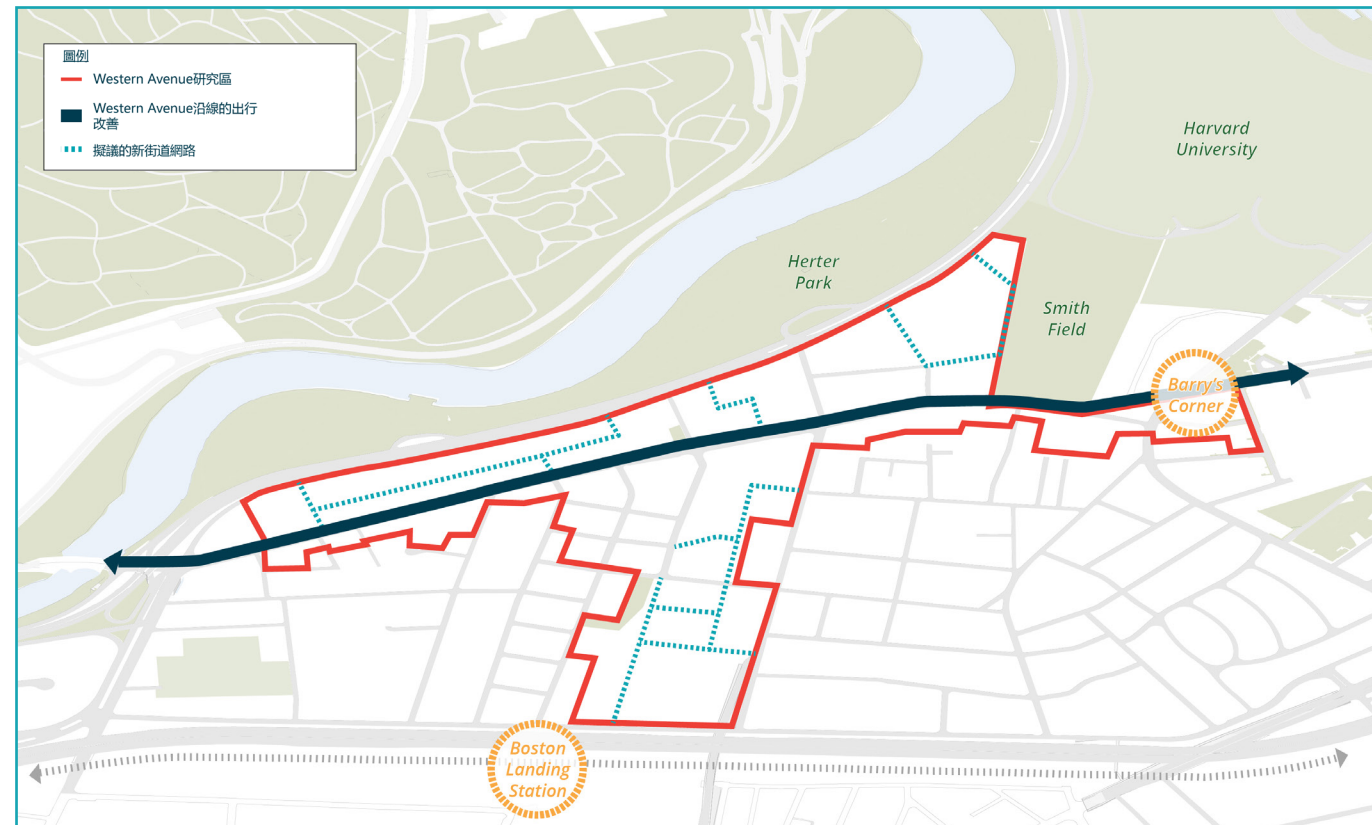 圖例
Western Avenue研究區
Western Avenue沿線的出行
改善
擬議的新街道網路
Harvard
University
Herter
Park
Smith
Field
Barry's
Corner
Boston
Landing
Station